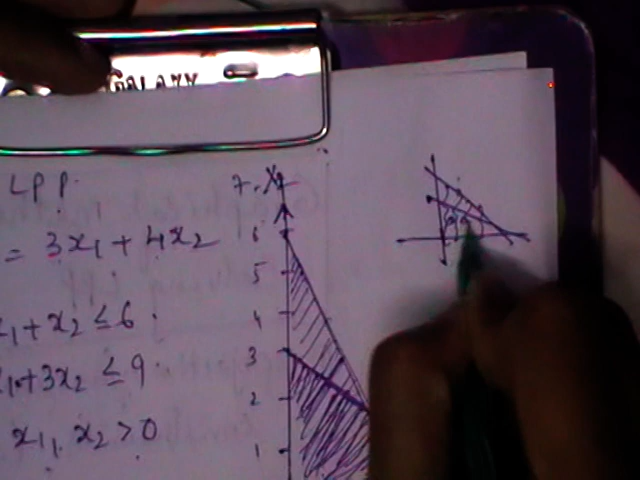 GALAXY
LPP
= 3x₁ + 4x₂
x₁ + x₂ ≤ 6
x₁ + 3x₂ ≤ 9
x₁, x₂ > 0
7
6
5
4
3
2
1